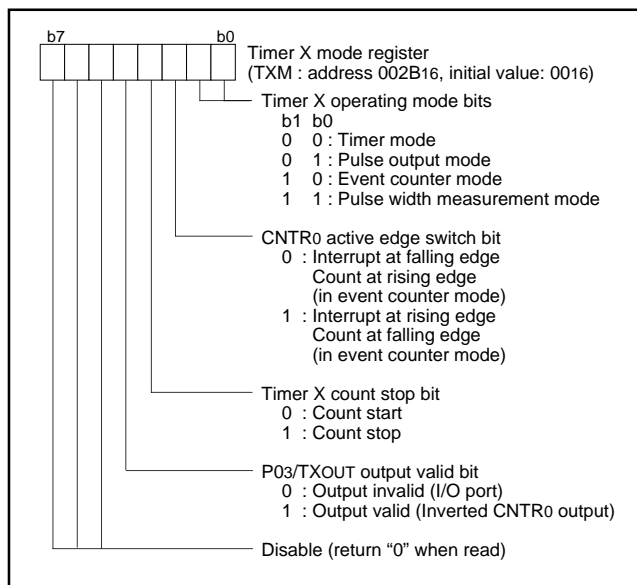 b7 b0
Timer X mode register
(TXM : address 002B16, initial value: 0016)
Timer X operating mode bits
b1 b0
0 0 : Timer mode
0 1 : Pulse output mode
1 0 : Event counter mode
1 1 : Pulse width measurement mode
CNTR0 active edge switch bit
0 : Interrupt at falling edge
Count at rising edge
(in event counter mode)
1 : Interrupt at rising edge
Count at falling edge
(in event counter mode)
Timer X count stop bit
0 : Count start
1 : Count stop
P03/TXOUT output valid bit
0 : Output invalid (I/O port)
1 : Output valid (Inverted CNTR0 output)
Disable (return “0” when read)